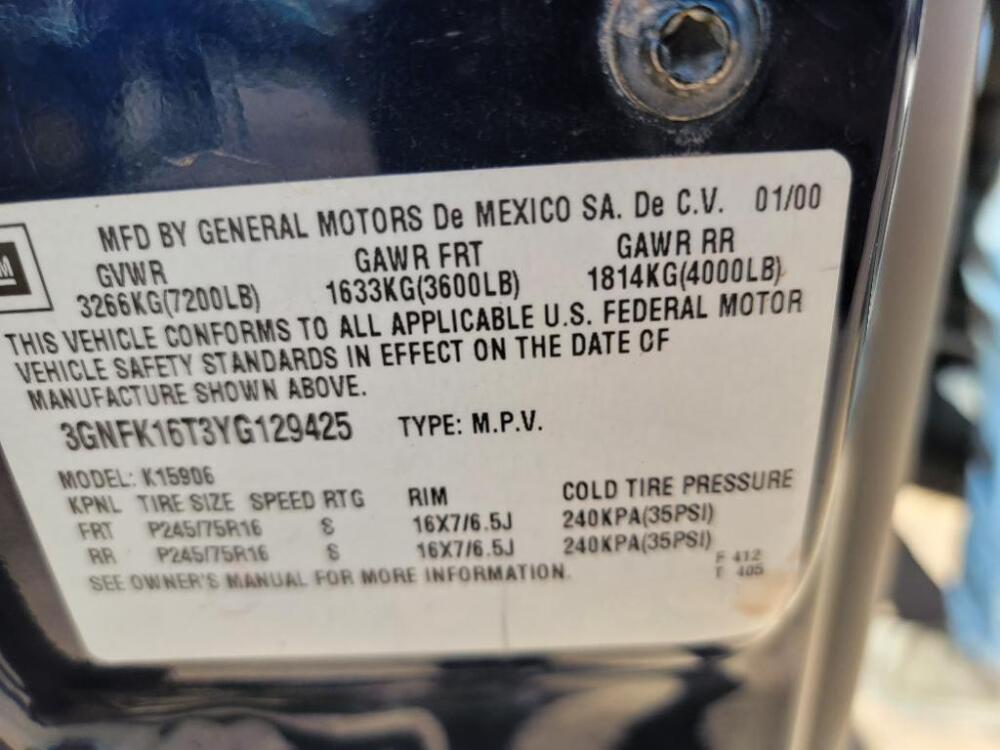 MFD BY GENERAL MOTORS De MEXICO SA. De C.V. 01/00
GVWR GAWR FRT GAWR RR
3266KG(7200LB) 1633KG(3600LB) 1814KG(4000LB)
THIS VEHICLE CONFORMS TO ALL APPLICABLE U.S. FEDERAL MOTOR
VEHICLE SAFETY STANDARDS IN EFFECT ON THE DATE OF
MANUFACTURE SHOWN ABOVE.
3GNFK16T3YG129425 TYPE: M.P.V.
MODEL: K15906
KPNL TIRE SIZE SPEED RTG RIM COLD TIRE PRESSURE
FRT P245/75R16 S 16X7/6.5J 240KPA(35PSI)
RR P245/75R16 S 16X7/6.5J 240KPA(35PSI)
SEE OWNER'S MANUAL FOR MORE INFORMATION.
F 412
T 405